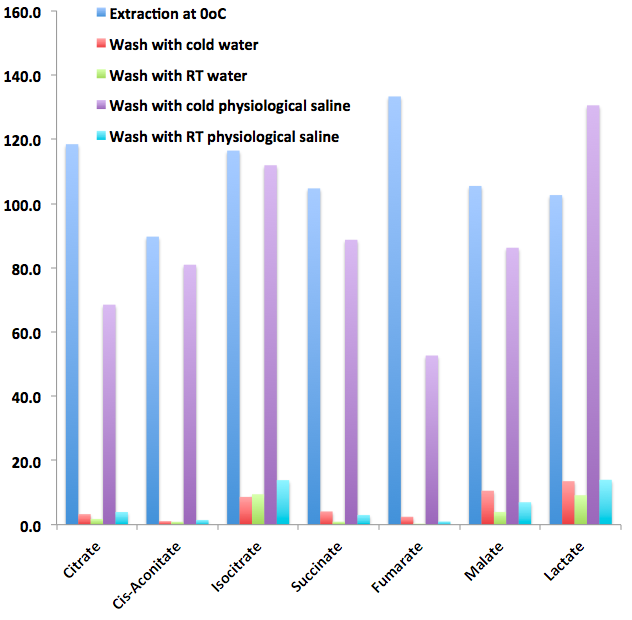 160.0
Extraction at 0oC
Wash with cold water
140.0
Wash with RT water
Wash with cold physiological saline
120.0
Wash with RT physiological saline
100.0
80.0
60.0
40.0
20.0
0.0
Citrate
Cis-Aconitate
Isocitrate
Succinate
Fumarate
Malate
Lactate